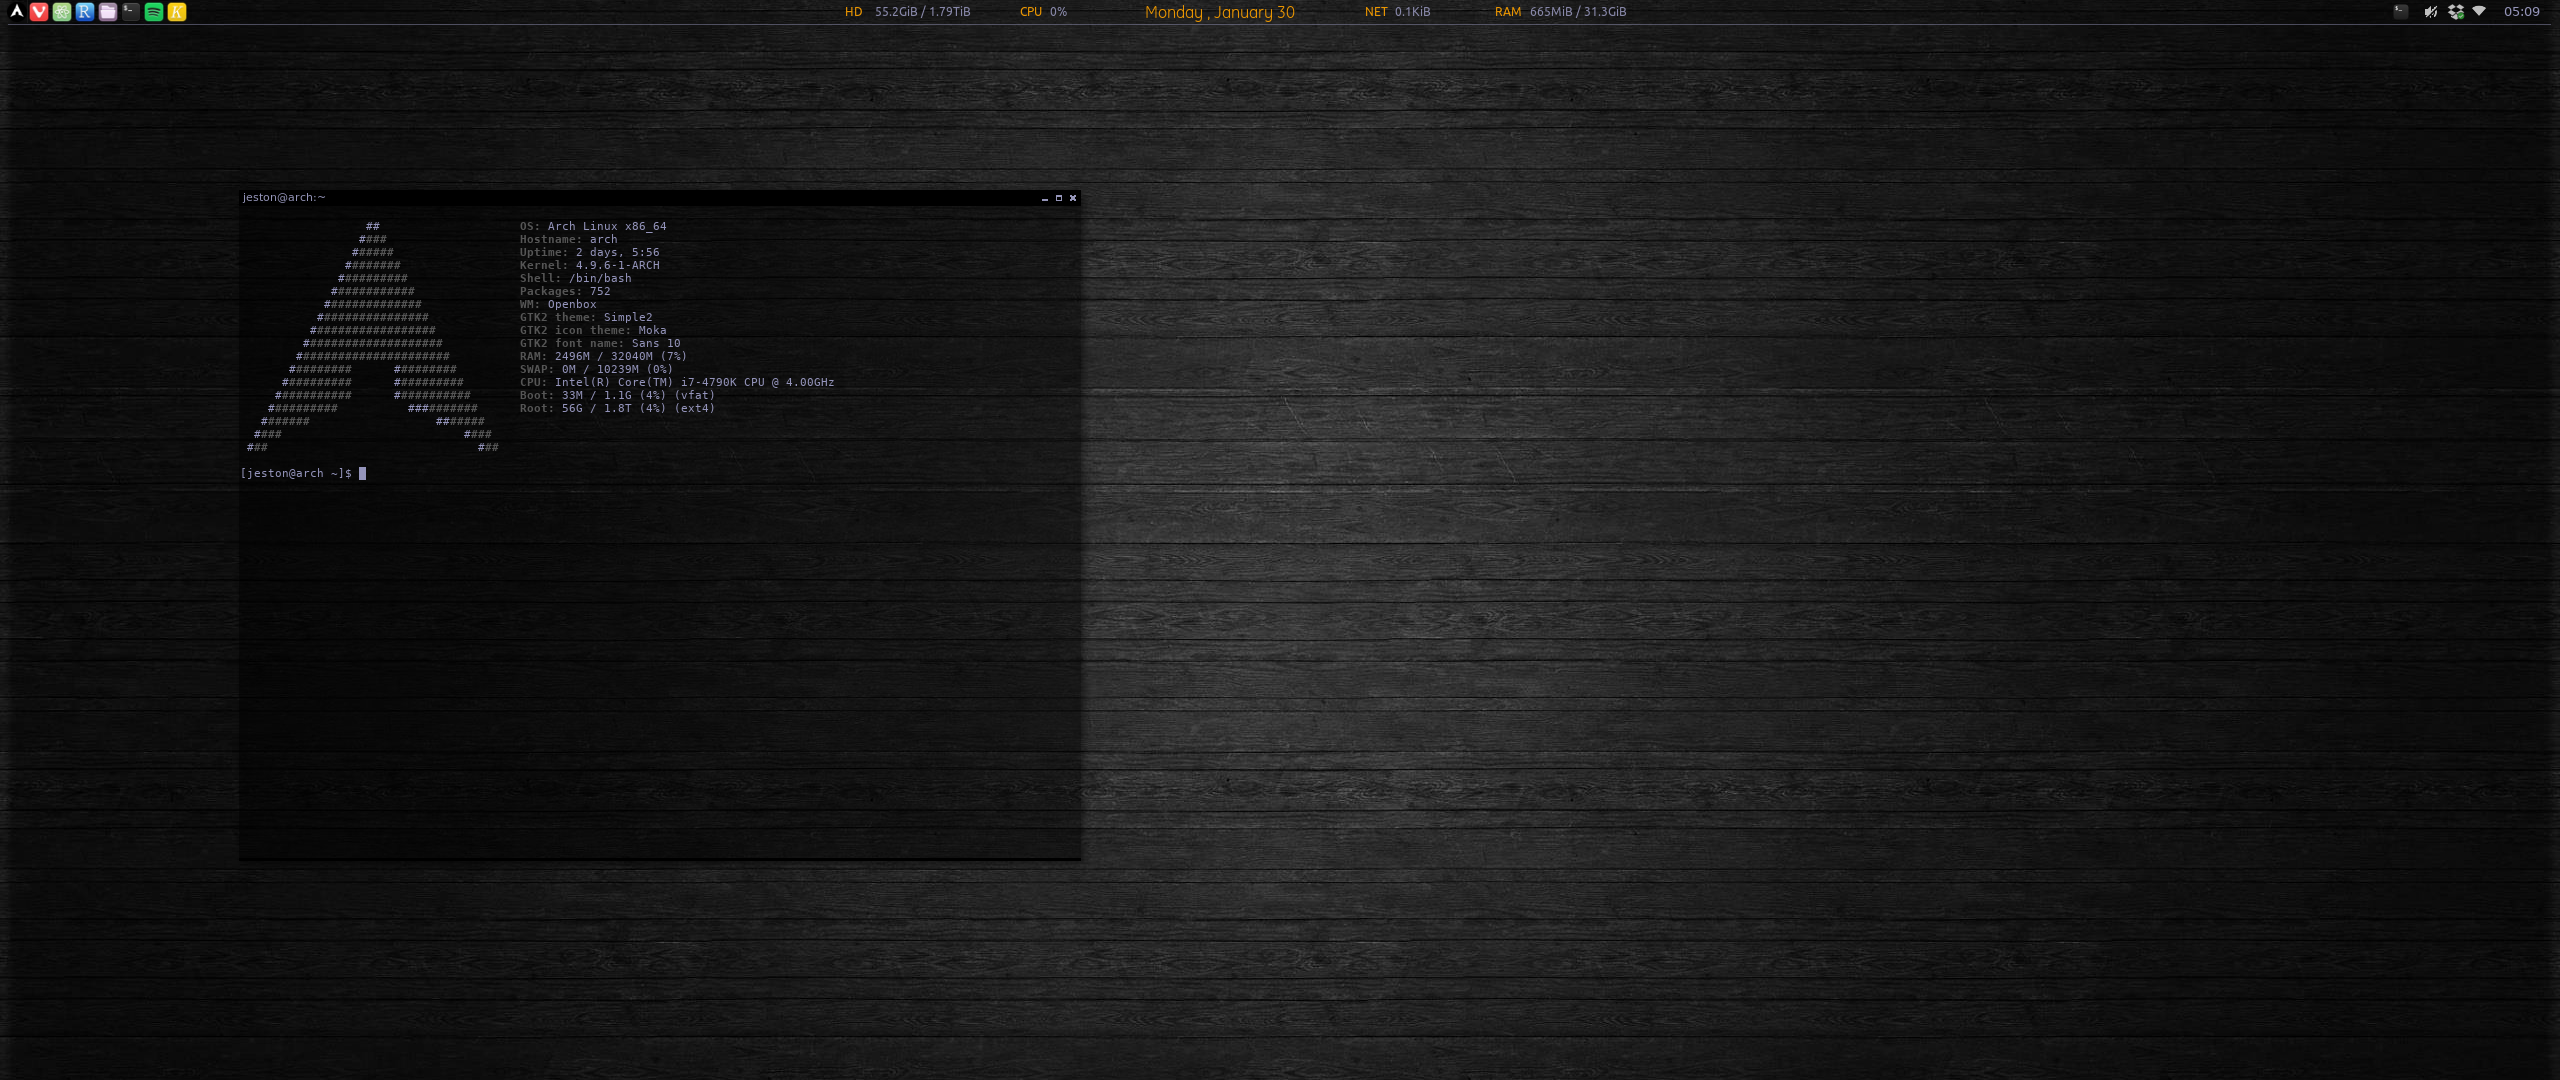 HD 55.2GiB / 1.79TiB CPU 0% Monday , January 30 NET 0.1KiB RAM 665MiB / 31.3GiB 05:09
jeston@arch:~
## OS: Arch Linux x86_64
#### Hostname: arch
###### Uptime: 2 days, 5:56
######## Kernel: 4.9.6-1-ARCH
########## Shell: /bin/bash
############ Packages: 752
############## WM: Openbox
################ GTK2 theme: Simple2
################## GTK2 icon theme: Moka
#################### GTK2 font name: Sans 10
###################### RAM: 2496M / 32040M (7%)
######### ######### SWAP: 0M / 10239M (0%)
########## ########## CPU: Intel(R) Core(TM) i7-4790K CPU @ 4.00GHz
########### ########### Boot: 33M / 1.1G (4%) (vfat)
########## ########## Root: 56G / 1.8T (4%) (ext4)
####### #######
#### ####
### ###
[jeston@arch ~]$